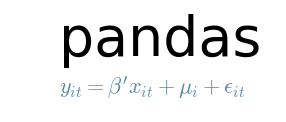 pandas
y_{it} = β′x_{it} + μ_i + ϵ_{it}